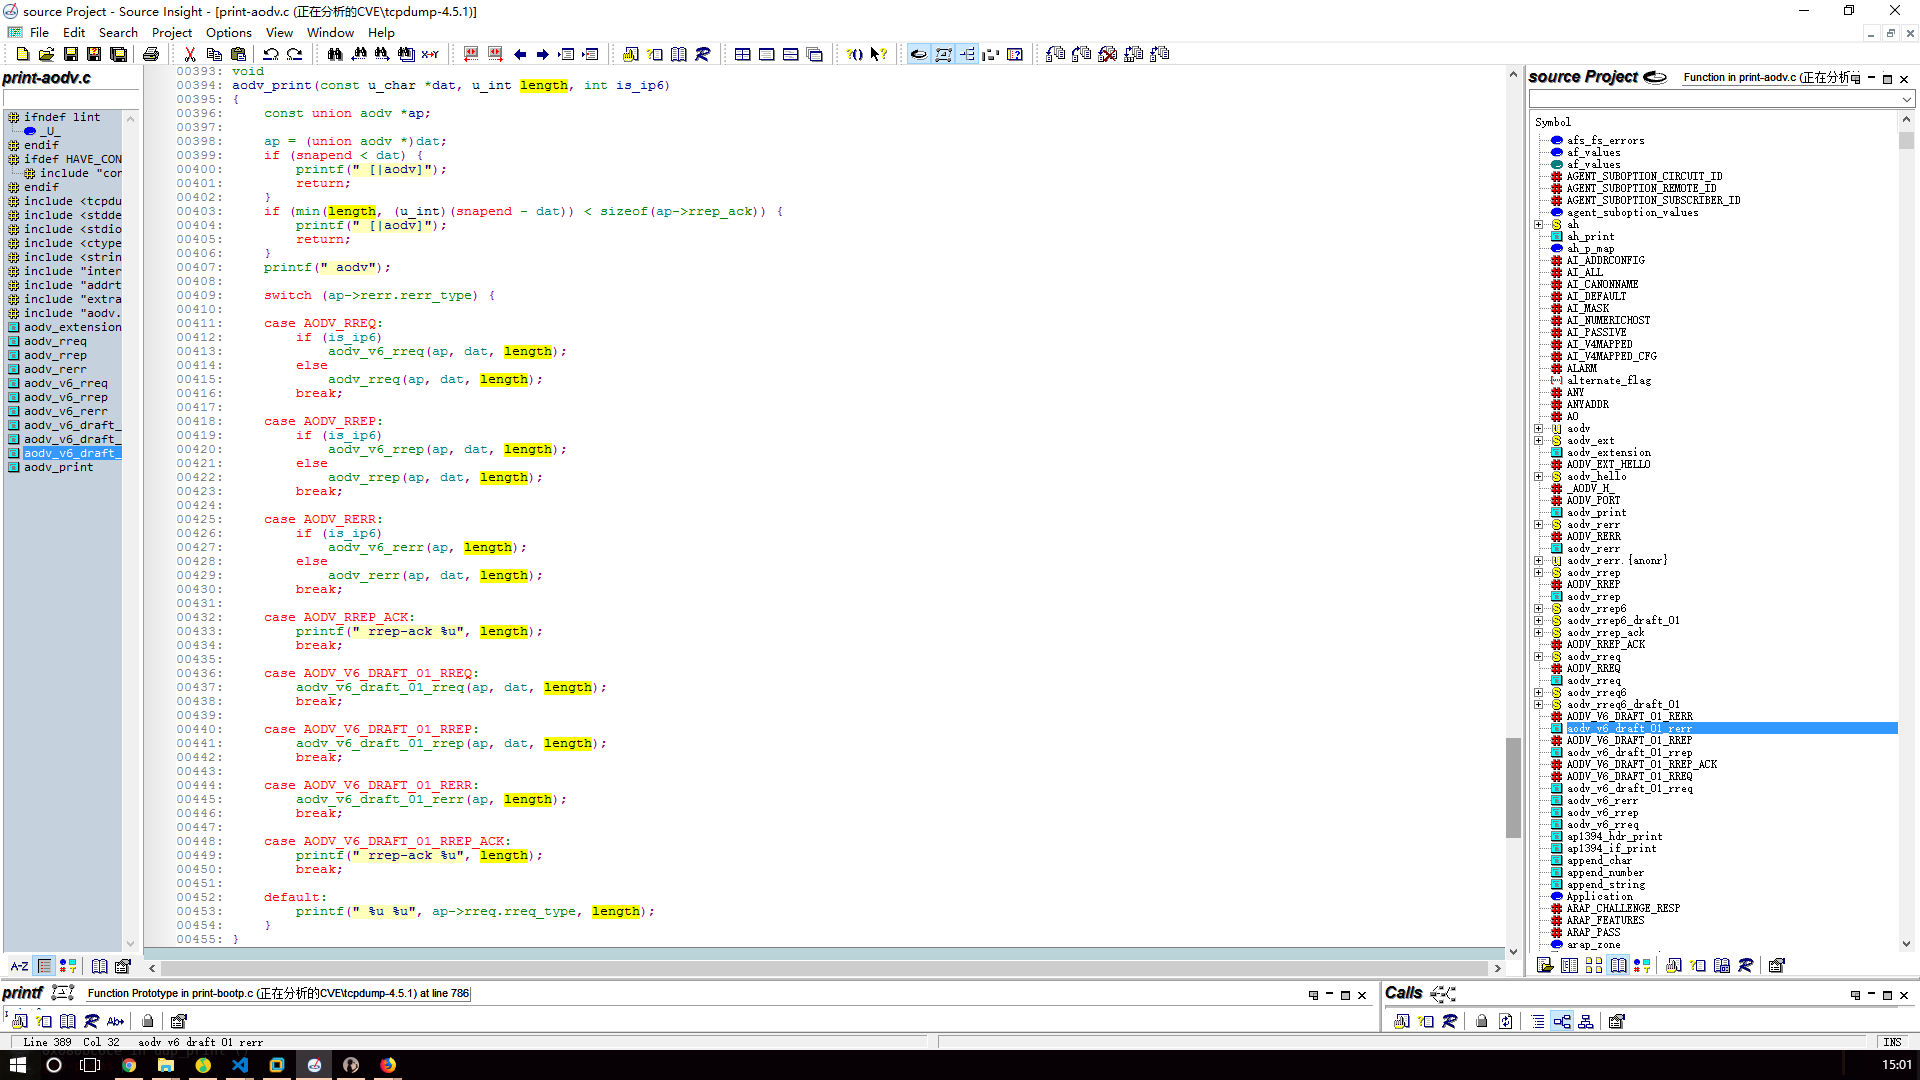 source Project - Source Insight - [print-aodv.c (正在分析的CVE\tcpdump-4.5.1)]
File Edit Search Project Options View Window Help
print-aodv.c
ifndef lint
_U_
endif
ifdef HAVE_CON
include "cor
endif
include <tcpdu
include <stdde
include <stdio
include <ctype
include <strin
include "inter
include "addrt
include "extra
include "aodv.
aodv_extension
aodv_rreq
aodv_rrep
aodv_rerr
aodv_v6_rreq
aodv_v6_rrep
aodv_v6_rerr
aodv_v6_draft_
aodv_v6_draft_
aodv_v6_draft_
aodv_print
A-Z
00393: void
00394: aodv_print(const u_char *dat, u_int length, int is_ip6)
00395: {
00396:     const union aodv *ap;
00397:
00398:     ap = (union aodv *)dat;
00399:     if (snapend < dat) {
00400:         printf(" [|aodv]");
00401:         return;
00402:     }
00403:     if (min(length, (u_int)(snapend - dat)) < sizeof(ap->rrep_ack)) {
00404:         printf(" [|aodv]");
00405:         return;
00406:     }
00407:     printf(" aodv");
00408:
00409:     switch (ap->rerr.rerr_type) {
00410:
00411:     case AODV_RREQ:
00412:         if (is_ip6)
00413:             aodv_v6_rreq(ap, dat, length);
00414:         else
00415:             aodv_rreq(ap, dat, length);
00416:         break;
00417:
00418:     case AODV_RREP:
00419:         if (is_ip6)
00420:             aodv_v6_rrep(ap, dat, length);
00421:         else
00422:             aodv_rrep(ap, dat, length);
00423:         break;
00424:
00425:     case AODV_RERR:
00426:         if (is_ip6)
00427:             aodv_v6_rerr(ap, length);
00428:         else
00429:             aodv_rerr(ap, dat, length);
00430:         break;
00431:
00432:     case AODV_RREP_ACK:
00433:         printf(" rrep-ack %u", length);
00434:         break;
00435:
00436:     case AODV_V6_DRAFT_01_RREQ:
00437:         aodv_v6_draft_01_rreq(ap, dat, length);
00438:         break;
00439:
00440:     case AODV_V6_DRAFT_01_RREP:
00441:         aodv_v6_draft_01_rrep(ap, dat, length);
00442:         break;
00443:
00444:     case AODV_V6_DRAFT_01_RERR:
00445:         aodv_v6_draft_01_rerr(ap, length);
00446:         break;
00447:
00448:     case AODV_V6_DRAFT_01_RREP_ACK:
00449:         printf(" rrep-ack %u", length);
00450:         break;
00451:
00452:     default:
00453:         printf(" %u %u", ap->rreq.rreq_type, length);
00454:     }
00455: }
source Project Function in print-aodv.c (正在分析
Symbol
afs_fs_errors
af_values
af_values
AGENT_SUBOPTION_CIRCUIT_ID
AGENT_SUBOPTION_REMOTE_ID
AGENT_SUBOPTION_SUBSCRIBER_ID
agent_suboption_values
ah
ah_print
ah_p_map
AI_ADDRCONFIG
AI_ALL
AI_CANONNAME
AI_DEFAULT
AI_MASK
AI_NUMERICHOST
AI_PASSIVE
AI_V4MAPPED
AI_V4MAPPED_CFG
ALARM
alternate_flag
ANY
ANYADDR
AO
aodv
aodv_ext
aodv_extension
AODV_EXT_HELLO
aodv_hello
_AODV_H_
AODV_PORT
aodv_print
aodv_rerr
AODV_RERR
aodv_rerr
aodv_rerr.{anonr}
aodv_rrep
AODV_RREP
aodv_rrep
aodv_rrep6
aodv_rrep6_draft_01
aodv_rrep_ack
AODV_RREP_ACK
aodv_rreq
AODV_RREQ
aodv_rreq
aodv_rreq6
aodv_rreq6_draft_01
AODV_V6_DRAFT_01_RERR
aodv_v6_draft_01_rerr
AODV_V6_DRAFT_01_RREP
aodv_v6_draft_01_rrep
AODV_V6_DRAFT_01_RREP_ACK
AODV_V6_DRAFT_01_RREQ
aodv_v6_draft_01_rreq
aodv_v6_rerr
aodv_v6_rrep
aodv_v6_rreq
ap1394_hdr_print
ap1394_if_print
append_char
append_number
append_string
Application
ARAP_CHALLENGE_RESP
ARAP_FEATURES
ARAP_PASS
arap_zone
printf Function Prototype in print-bootp.c (正在分析的CVE\tcpdump-4.5.1) at line 786
Calls
Line 389 Col 32 aodv_v6_draft_01_rerr
INS
15:01